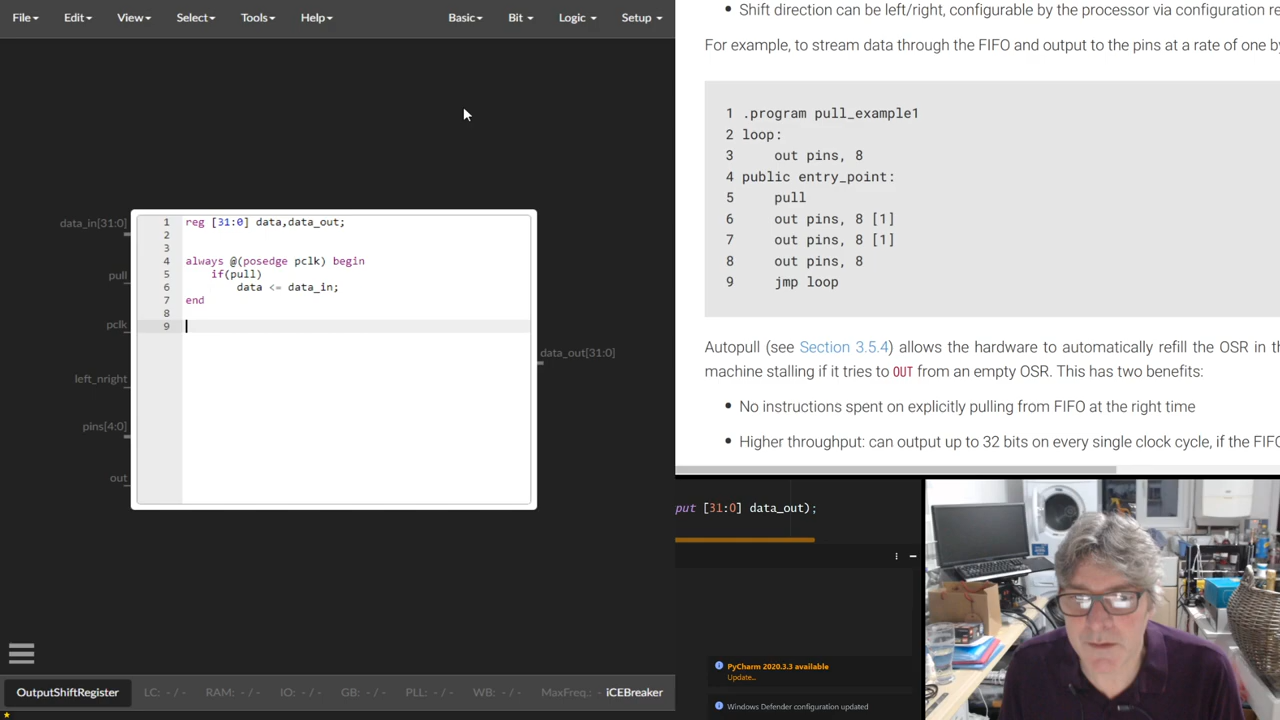 File Edit View Select Tools Help Basic Bit Logic Setup
data_in[31:0]
pull
pclk
left_nright
pins[4:0]
out
1 reg [31:0] data,data_out;
2
3
4 always @(posedge pclk) begin
5 if(pull)
6 data <= data_in;
7 end
8
9
data_out[31:0]
OutputShiftRegister LC: - / - RAM: - / - IO: - / - GB: - / - PLL: - / - WB: - / - MaxFreq.: - iCEBreaker
Shift direction can be left/right, configurable by the processor via configuration
For example, to stream data through the FIFO and output to the pins at a rate of one
1 .program pull_example1
2 loop:
3 out pins, 8
4 public entry_point:
5 pull
6 out pins, 8 [1]
7 out pins, 8 [1]
8 out pins, 8
9 jmp loop
Autopull (see Section 3.5.4) allows the hardware to automatically refill the OSR in
machine stalling if it tries to OUT from an empty OSR. This has two benefits:
No instructions spent on explicitly pulling from FIFO at the right time
Higher throughput: can output up to 32 bits on every single clock cycle, if the FIFO
put [31:0] data_out);
PyCharm 2020.3.3 available
Update...
Windows Defender configuration updated